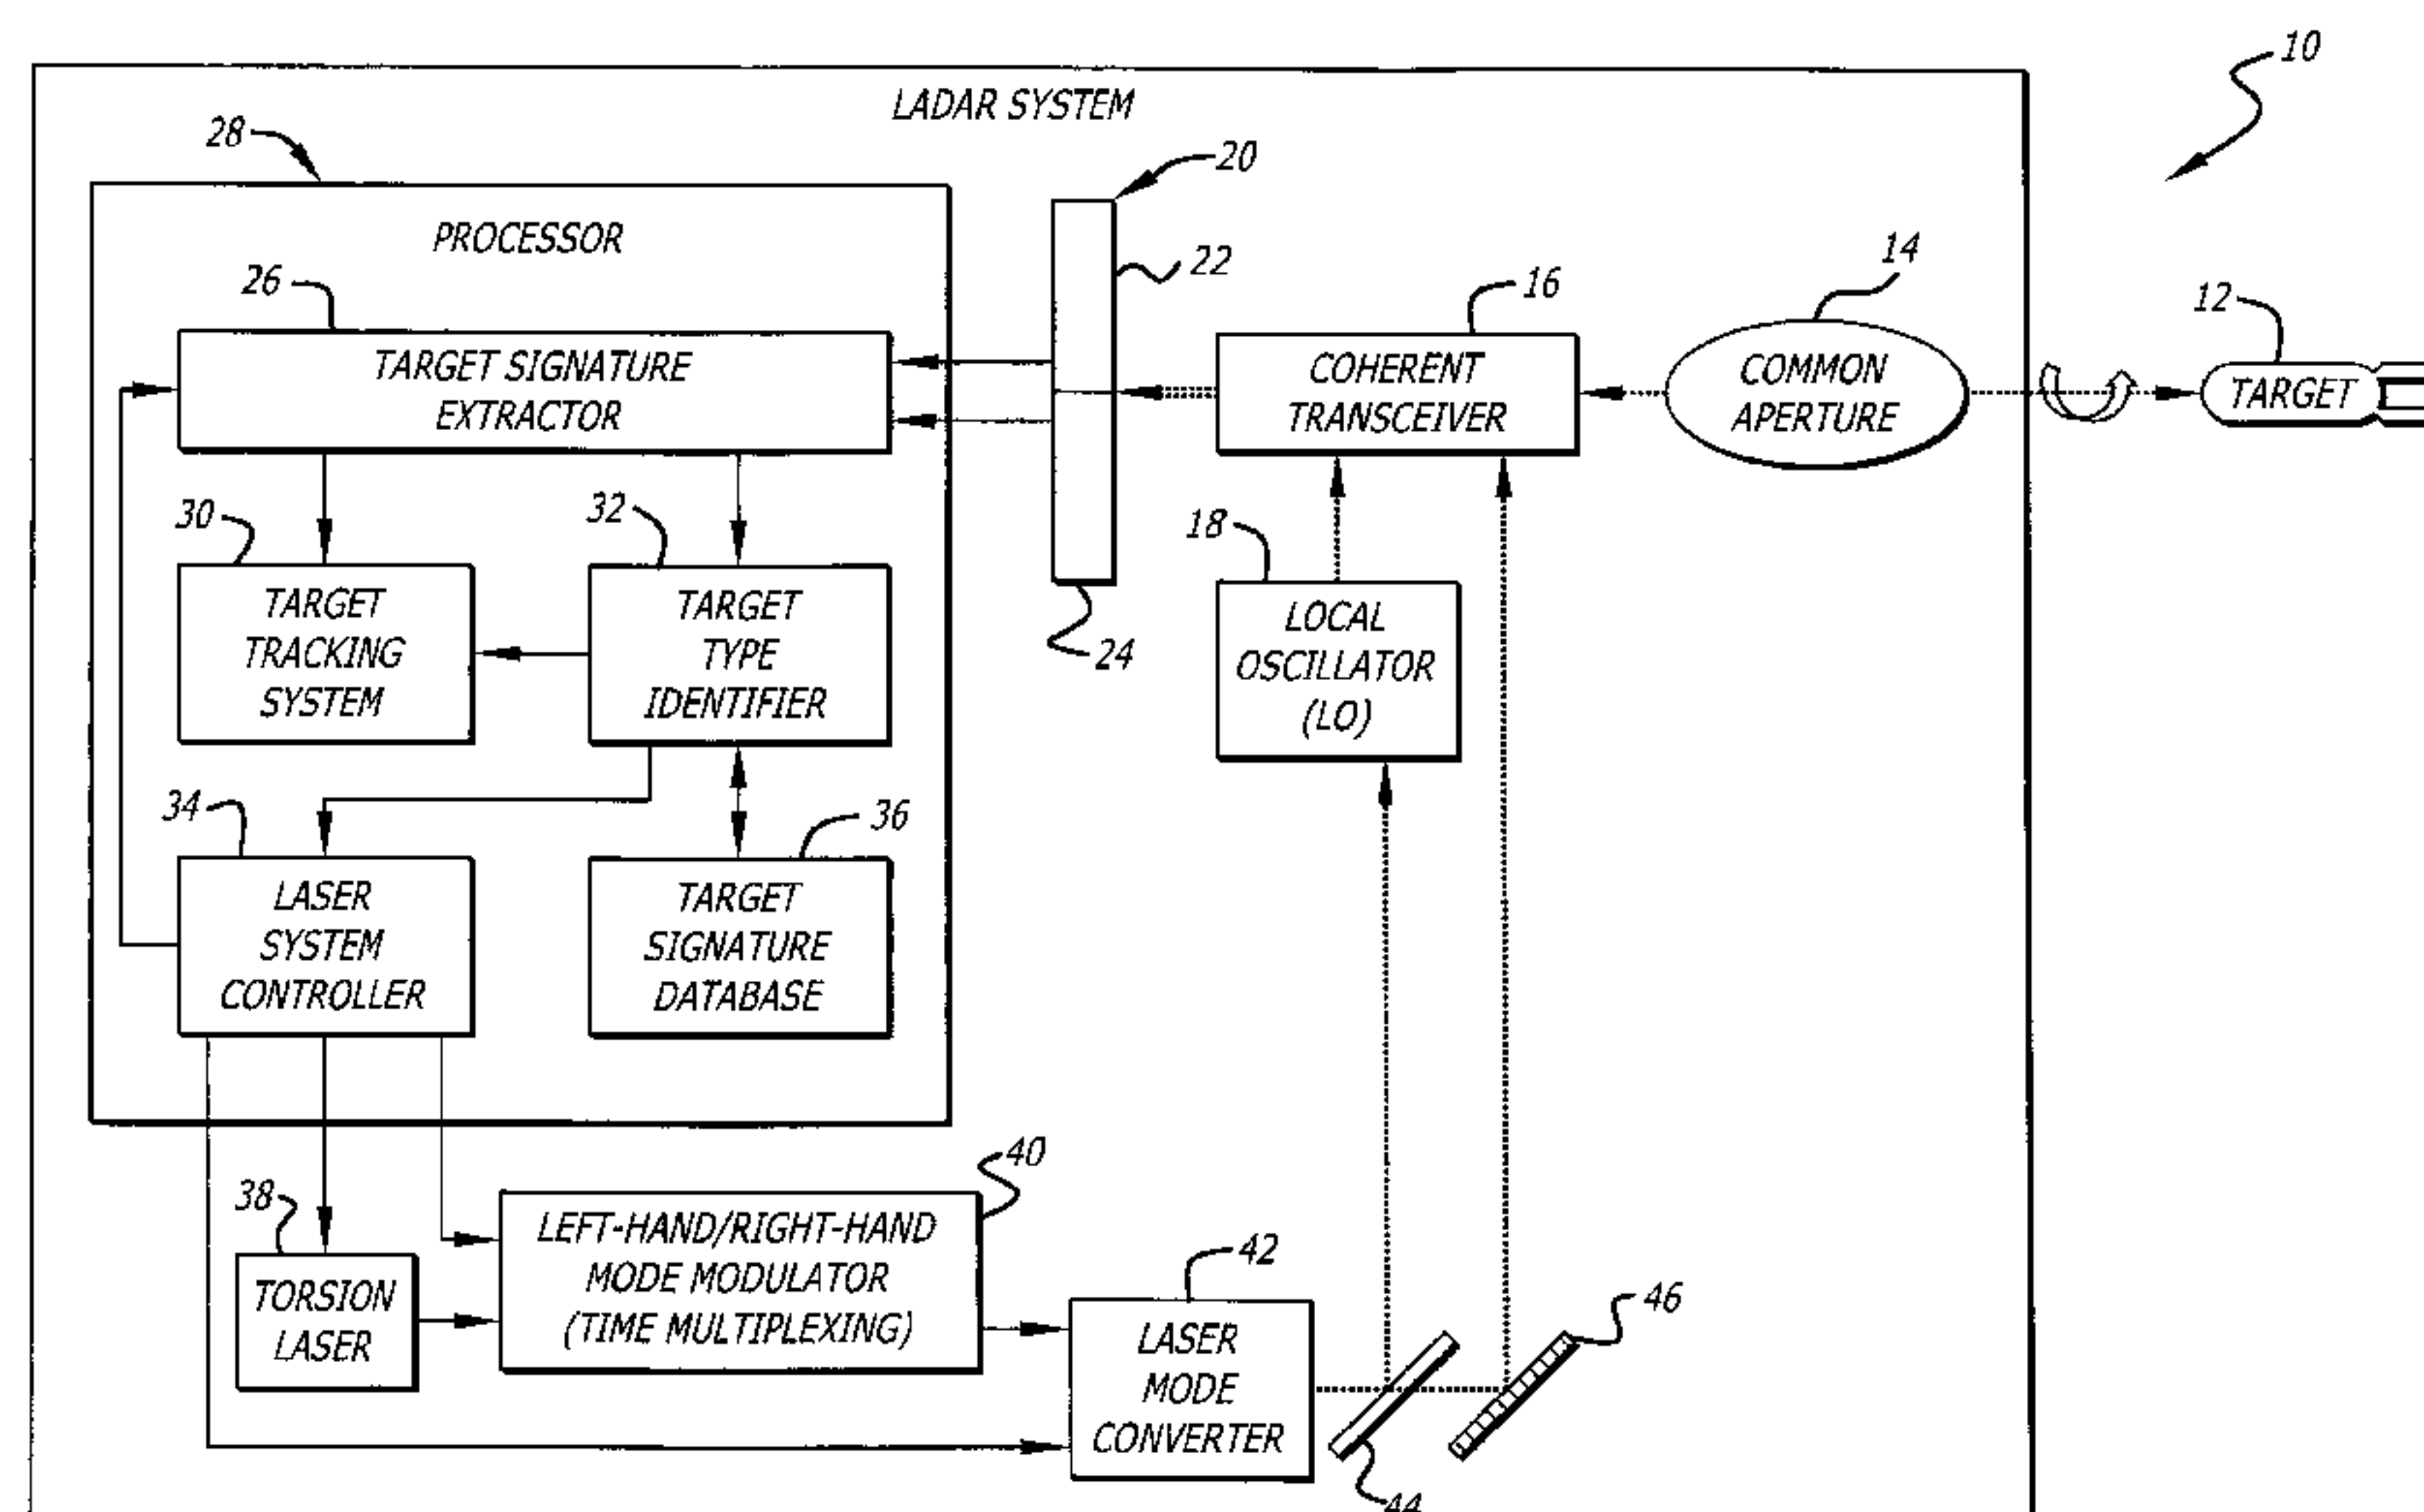 10
LADAR SYSTEM
28
20
PROCESSOR
22
14
26
16
12
TARGET SIGNATURE
EXTRACTOR
COHERENT
TRANSCEIVER
COMMON
APERTURE
TARGET
30
32
18
24
TARGET
TRACKING
SYSTEM
TARGET
TYPE
IDENTIFIER
LOCAL
OSCILLATOR
(LO)
34
36
LASER
SYSTEM
CONTROLLER
TARGET
SIGNATURE
DATABASE
40
38
LEFT-HAND/RIGHT-HAND
MODE MODULATOR
(TIME MULTIPLEXING)
42
TORSION
LASER
46
LASER
MODE
CONVERTER
44